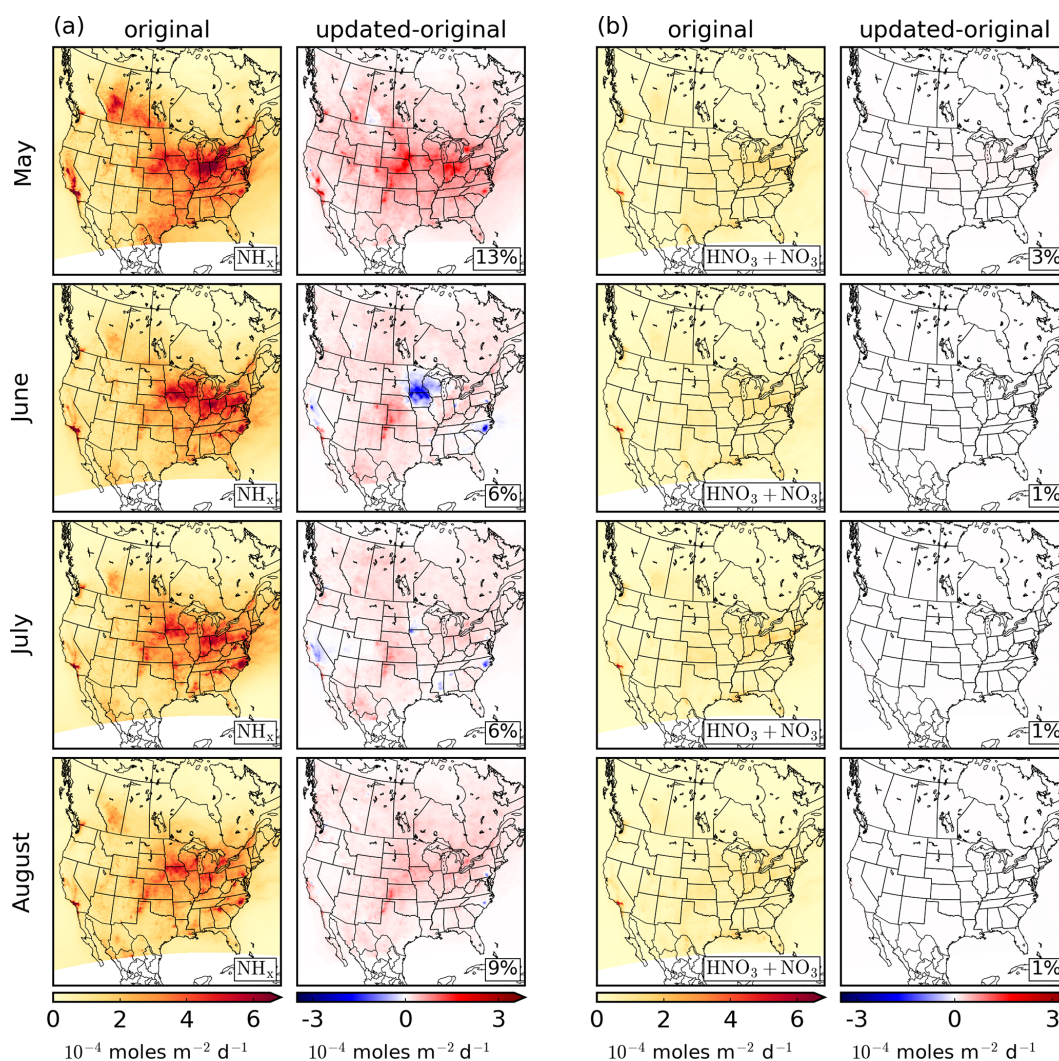 (a) (b)
original updated-original original updated-original
May
NHₓ 13% HNO₃ + NO₃ 3%
June
NHₓ 6% HNO₃ + NO₃ 1%
July
NHₓ 6% HNO₃ + NO₃ 1%
August
NHₓ 9% HNO₃ + NO₃ 1%
0 2 4 6 -3 0 3 0 2 4 6 -3 0 3
10⁻⁴ moles m⁻² d⁻¹ 10⁻⁴ moles m⁻² d⁻¹ 10⁻⁴ moles m⁻² d⁻¹ 10⁻⁴ moles m⁻² d⁻¹